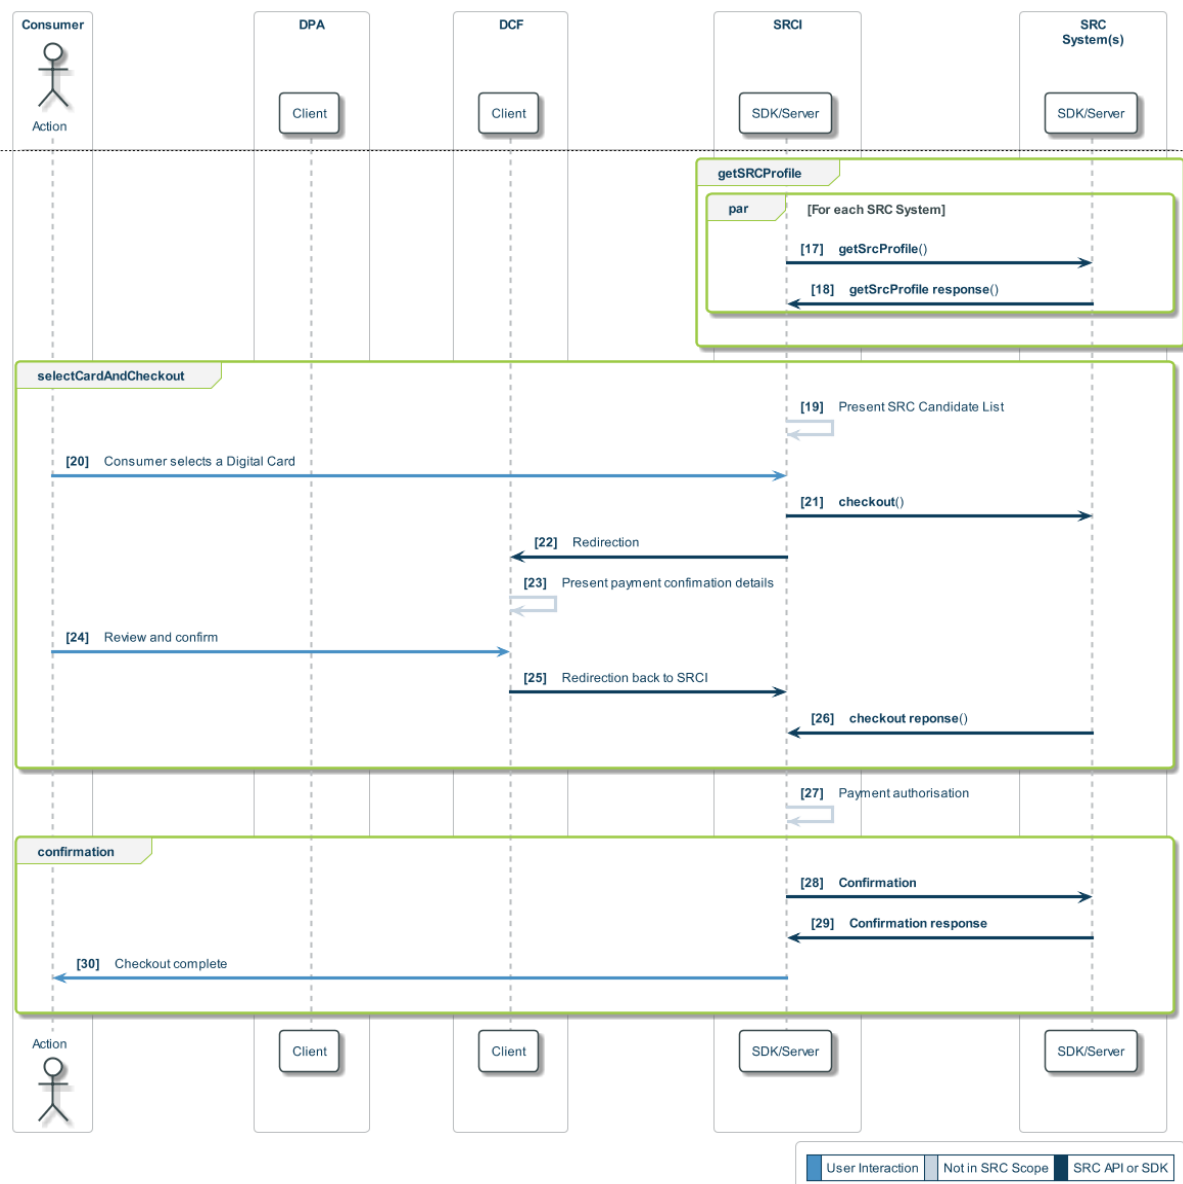 Consumer
DPA
DCF
SRCI
SRC
System(s)
Action
Client
Client
SDK/Server
SDK/Server
getSRCProfile
par
[For each SRC System]
[17] getSrcProfile()
[18] getSrcProfile response()
selectCardAndCheckout
[19] Present SRC Candidate List
[20] Consumer selects a Digital Card
[21] checkout()
[22] Redirection
[23] Present payment confimation details
[24] Review and confirm
[25] Redirection back to SRCI
[26] checkout reponse()
[27] Payment authorisation
confirmation
[28] Confirmation
[29] Confirmation response
[30] Checkout complete
Action
Client
Client
SDK/Server
SDK/Server
User Interaction
Not in SRC Scope
SRC API or SDK